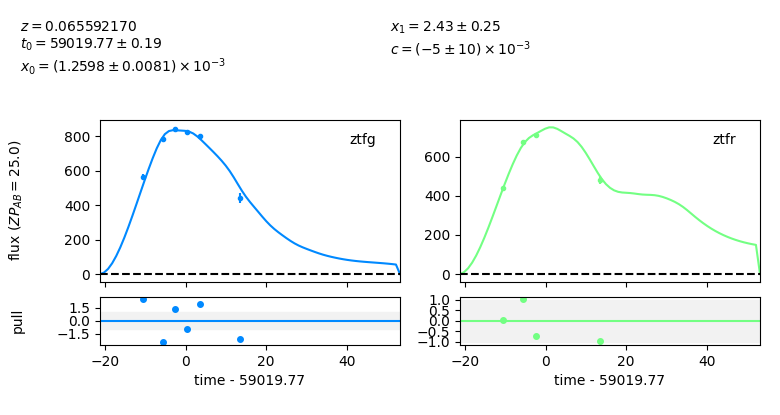 z = 0.065592170
t₀ = 59019.77 ± 0.19
x₀ = (1.2598 ± 0.0081) × 10⁻³
x₁ = 2.43 ± 0.25
c = (−5 ± 10) × 10⁻³
flux (ZP_AB = 25.0)
800
600
400
200
0
ztfg
600
400
200
0
ztfr
pull
1.5
0.0
−1.5
−20 0 20 40
time - 59019.77
1.0
0.5
0.0
−0.5
−1.0
−20 0 20 40
time - 59019.77